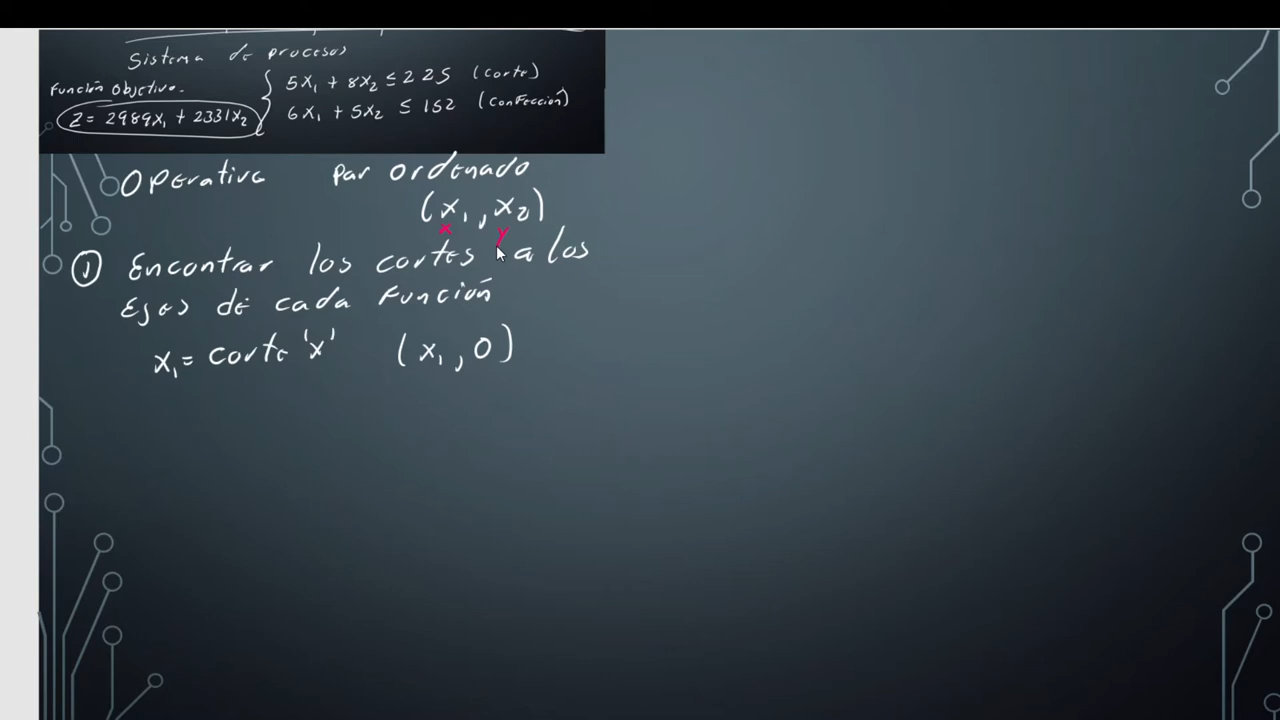 Sistema de procesos
Función Objetivo.
Z = 2989x₁ + 2331x₂
5x₁ + 8x₂ ≤ 225 (corte)
6x₁ + 5x₂ ≤ 152 (confección)
Operativa par ordenado
(x₁, x₂)
x y
① Encontrar los cortes a los
Ejes de cada función
x₁ = corte 'x' (x₁, 0)